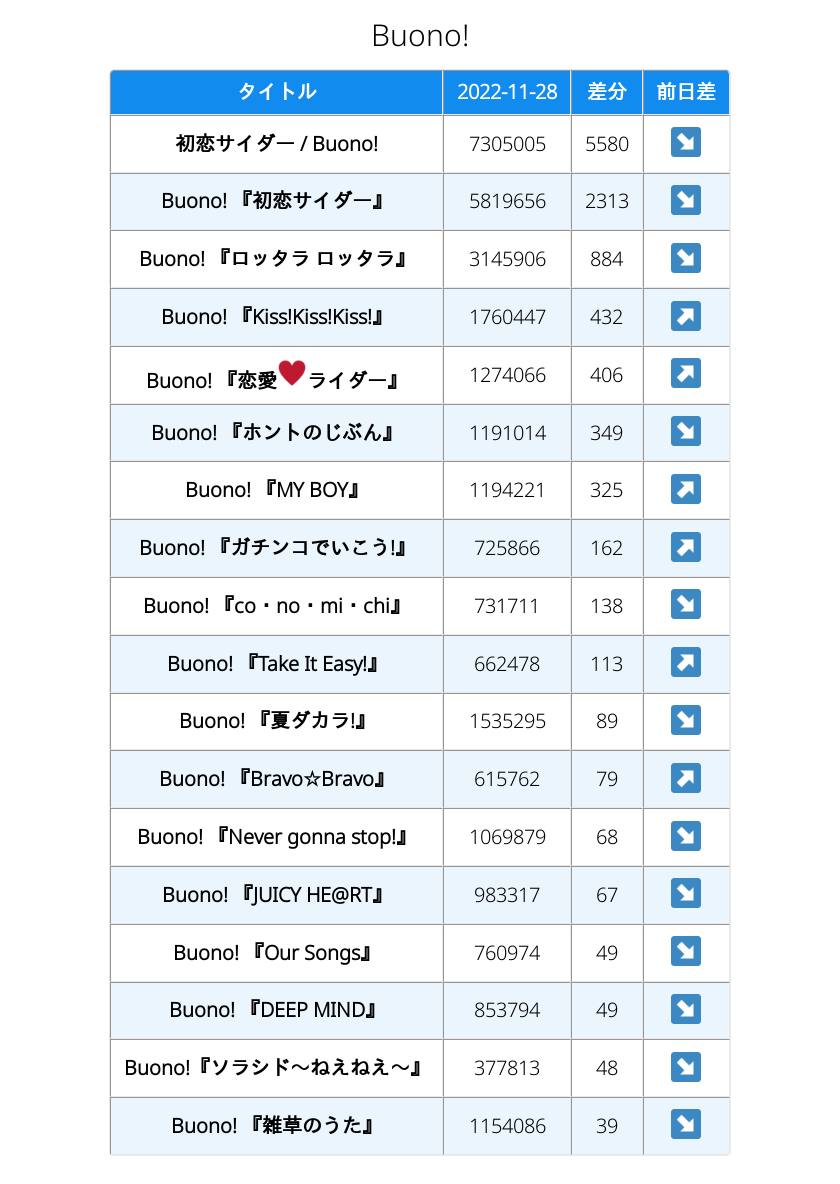 Buono!
タイトル 2022-11-28 差分 前日差
初恋サイダー / Buono! 7305005 5580 ↘
Buono! 『初恋サイダー』 5819656 2313 ↘
Buono! 『ロッタラ ロッタラ』 3145906 884 ↘
Buono! 『Kiss!Kiss!Kiss!』 1760447 432 ↗
Buono! 『恋愛♥ライダー』 1274066 406 ↗
Buono! 『ホントのじぶん』 1191014 349 ↘
Buono! 『MY BOY』 1194221 325 ↗
Buono! 『ガチンコでいこう!』 725866 162 ↗
Buono! 『co・no・mi・chi』 731711 138 ↘
Buono! 『Take It Easy!』 662478 113 ↗
Buono! 『夏ダカラ!』 1535295 89 ↘
Buono! 『Bravo☆Bravo』 615762 79 ↗
Buono! 『Never gonna stop!』 1069879 68 ↘
Buono! 『JUICY HE@RT』 983317 67 ↘
Buono! 『Our Songs』 760974 49 ↘
Buono! 『DEEP MIND』 853794 49 ↘
Buono!『ソラシド〜ねえねえ〜』 377813 48 ↘
Buono! 『雑草のうた』 1154086 39 ↘